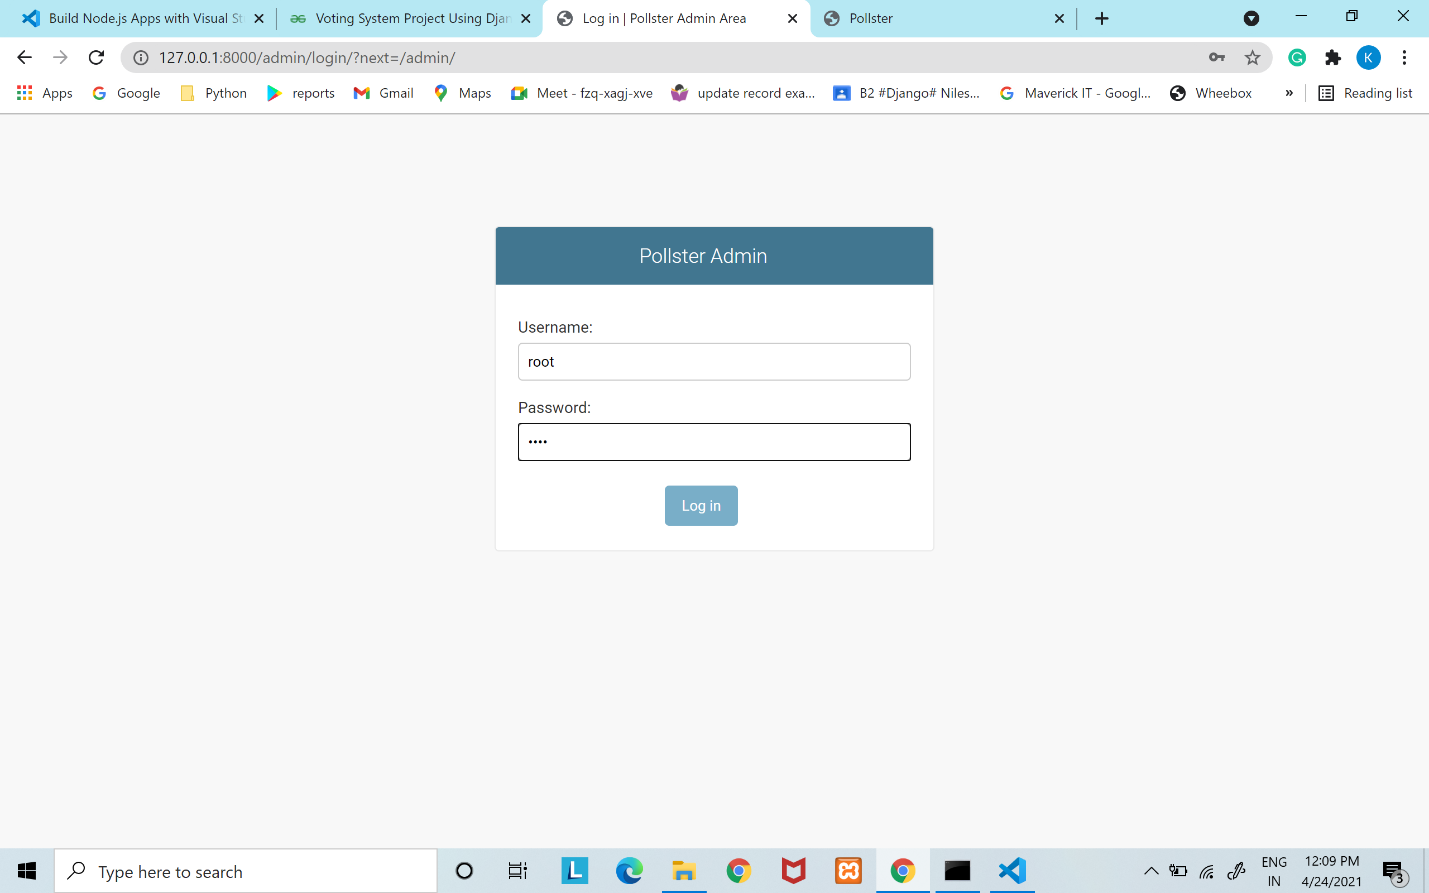 Build Node.js Apps with Visual St
Voting System Project Using Djan
Log in | Pollster Admin Area
Pollster
127.0.0.1:8000/admin/login/?next=/admin/
K
Apps
Google
Python
reports
Gmail
Maps
Meet - fzq-xagj-xve
update record exa...
B2 #Django# Niles...
Maverick IT - Googl...
Wheebox
»
Reading list
Pollster Admin
Username:
root
Password:
••••
Log in
Type here to search
L
ENG
IN
12:09 PM
4/24/2021
3